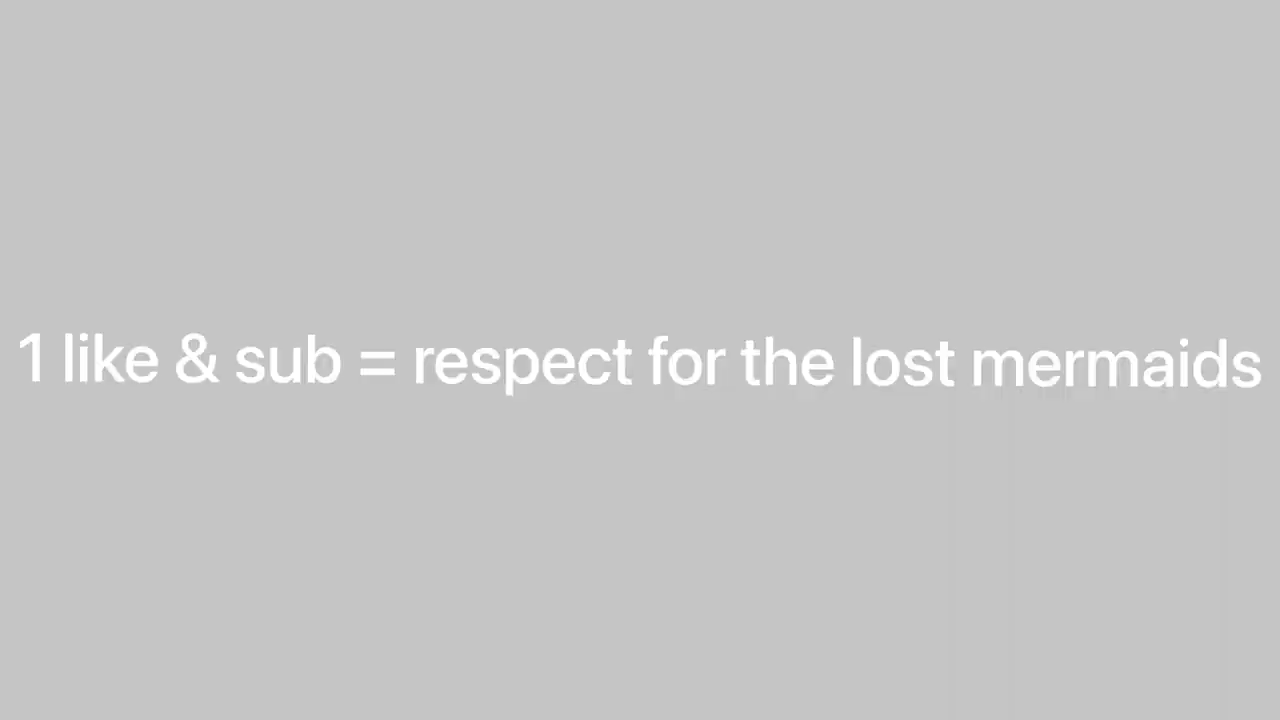 1 like & sub = respect for the lost mermaids